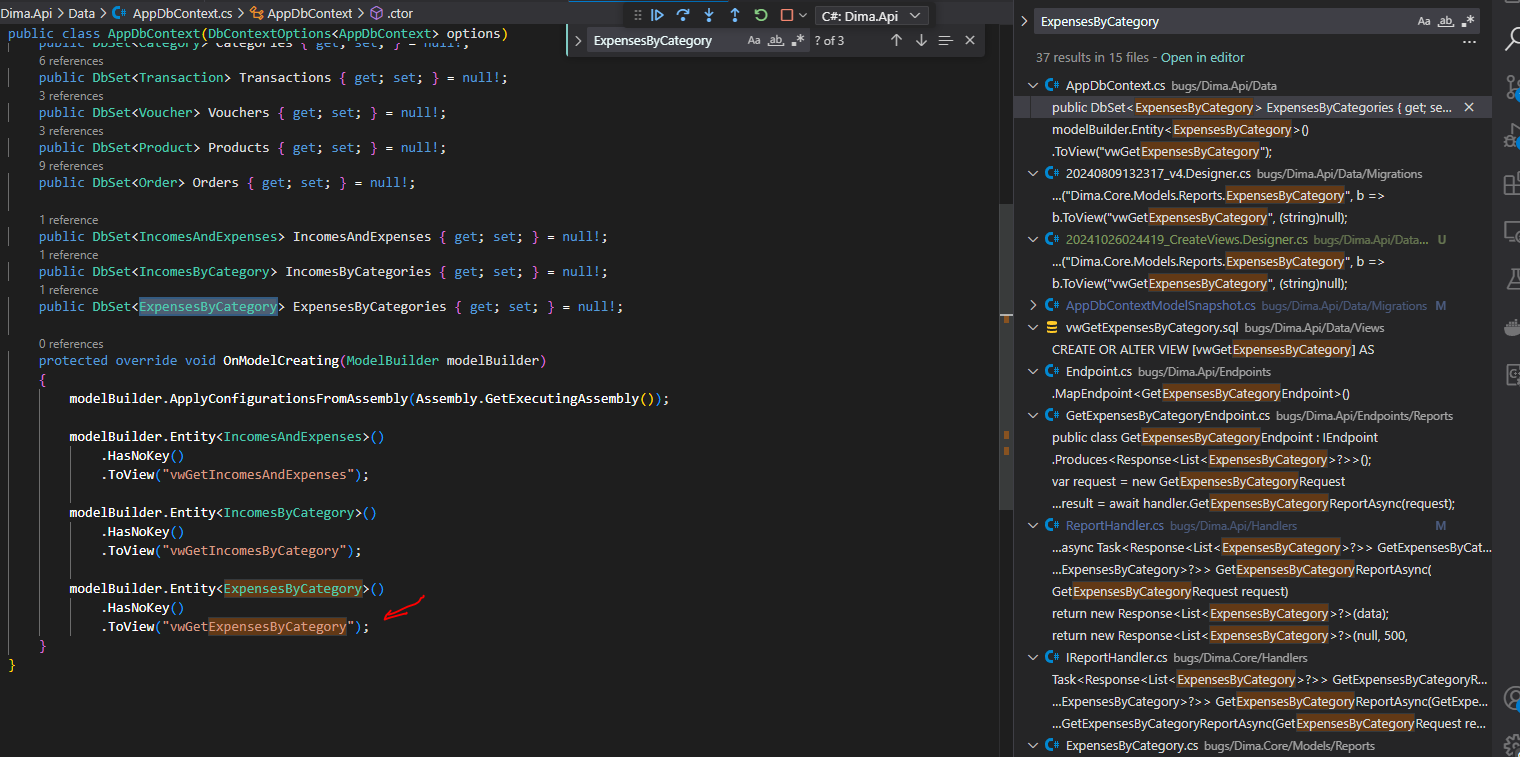 Dima.Api > Data > C# AppDbContext.cs > AppDbContext > .ctor
C#: Dima.Api
public class AppDbContext(DbContextOptions<AppDbContext> options)
public DbSet<Category> Categories { get; set; } = null!;
6 references
public DbSet<Transaction> Transactions { get; set; } = null!;
3 references
public DbSet<Voucher> Vouchers { get; set; } = null!;
3 references
public DbSet<Product> Products { get; set; } = null!;
9 references
public DbSet<Order> Orders { get; set; } = null!;
1 reference
public DbSet<IncomesAndExpenses> IncomesAndExpenses { get; set; } = null!;
1 reference
public DbSet<IncomesByCategory> IncomesByCategories { get; set; } = null!;
1 reference
public DbSet<ExpensesByCategory> ExpensesByCategories { get; set; } = null!;
0 references
protected override void OnModelCreating(ModelBuilder modelBuilder)
{
modelBuilder.ApplyConfigurationsFromAssembly(Assembly.GetExecutingAssembly());
modelBuilder.Entity<IncomesAndExpenses>()
.HasNoKey()
.ToView("vwGetIncomesAndExpenses");
modelBuilder.Entity<IncomesByCategory>()
.HasNoKey()
.ToView("vwGetIncomesByCategory");
modelBuilder.Entity<ExpensesByCategory>()
.HasNoKey()
.ToView("vwGetExpensesByCategory");
}
}
ExpensesByCategory Aa ab .* ? of 3
ExpensesByCategory Aa ab .*
37 results in 15 files - Open in editor
C# AppDbContext.cs bugs/Dima.Api/Data
public DbSet<ExpensesByCategory> ExpensesByCategories { get; se...
modelBuilder.Entity<ExpensesByCategory>()
.ToView("vwGetExpensesByCategory");
C# 20240809132317_v4.Designer.cs bugs/Dima.Api/Data/Migrations
...("Dima.Core.Models.Reports.ExpensesByCategory", b =>
b.ToView("vwGetExpensesByCategory", (string)null);
C# 20241026024419_CreateViews.Designer.cs bugs/Dima.Api/Data... U
...("Dima.Core.Models.Reports.ExpensesByCategory", b =>
b.ToView("vwGetExpensesByCategory", (string)null);
C# AppDbContextModelSnapshot.cs bugs/Dima.Api/Data/Migrations M
vwGetExpensesByCategory.sql bugs/Dima.Api/Data/Views
CREATE OR ALTER VIEW [vwGetExpensesByCategory] AS
C# Endpoint.cs bugs/Dima.Api/Endpoints
.MapEndpoint<GetExpensesByCategoryEndpoint>()
C# GetExpensesByCategoryEndpoint.cs bugs/Dima.Api/Endpoints/Reports
public class GetExpensesByCategoryEndpoint : IEndpoint
.Produces<Response<List<ExpensesByCategory>?>>();
var request = new GetExpensesByCategoryRequest
...result = await handler.GetExpensesByCategoryReportAsync(request);
C# ReportHandler.cs bugs/Dima.Api/Handlers M
...async Task<Response<List<ExpensesByCategory>?>> GetExpensesByCat...
...ExpensesByCategory>?>> GetExpensesByCategoryReportAsync(
GetExpensesByCategoryRequest request)
return new Response<List<ExpensesByCategory>?>(data);
return new Response<List<ExpensesByCategory>?>(null, 500,
C# IReportHandler.cs bugs/Dima.Core/Handlers
Task<Response<List<ExpensesByCategory>?>> GetExpensesByCategoryR...
...ExpensesByCategory>?>> GetExpensesByCategoryReportAsync(GetExpe...
...GetExpensesByCategoryReportAsync(GetExpensesByCategoryRequest re...
C# ExpensesByCategory.cs bugs/Dima.Core/Models/Reports